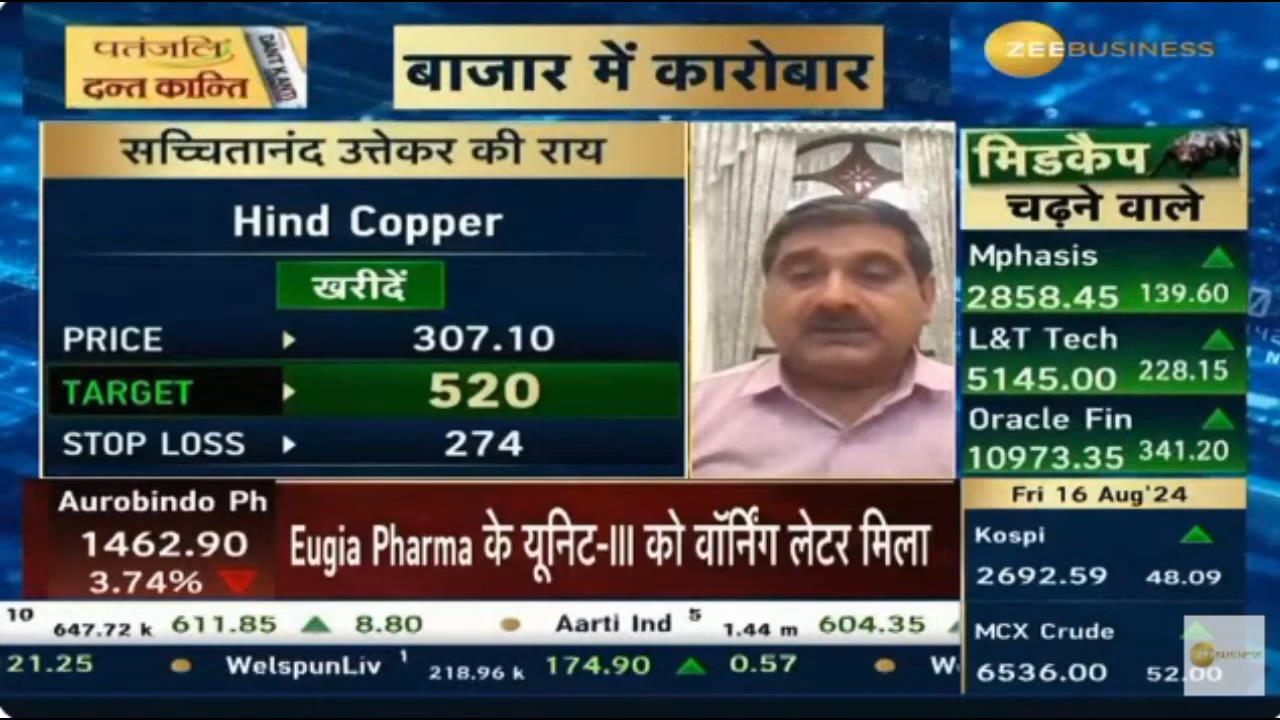 पतंजलि
दन्त कान्ति
DANT KANTI
बाजार में कारोबार
ZEEBUSINESS
सच्चितानंद उत्तेकर की राय
Hind Copper
खरीदें
PRICE 307.10
TARGET 520
STOP LOSS 274
मिडकैप
चढ़ने वाले
Mphasis
2858.45 139.60
L&T Tech
5145.00 228.15
Oracle Fin
10973.35 341.20
Aurobindo Ph
1462.90
3.74%
Eugia Pharma के यूनिट-III को वॉर्निंग लेटर मिला
Fri 16 Aug'24
Kospi
2692.59 48.09
MCX Crude
6536.00 52.00
ZEEBUSINESS
10 647.72 k 611.85 8.80 Aarti Ind 5 1.44 m 604.35
21.25 WelspunLiv 1 218.96 k 174.90 0.57 W